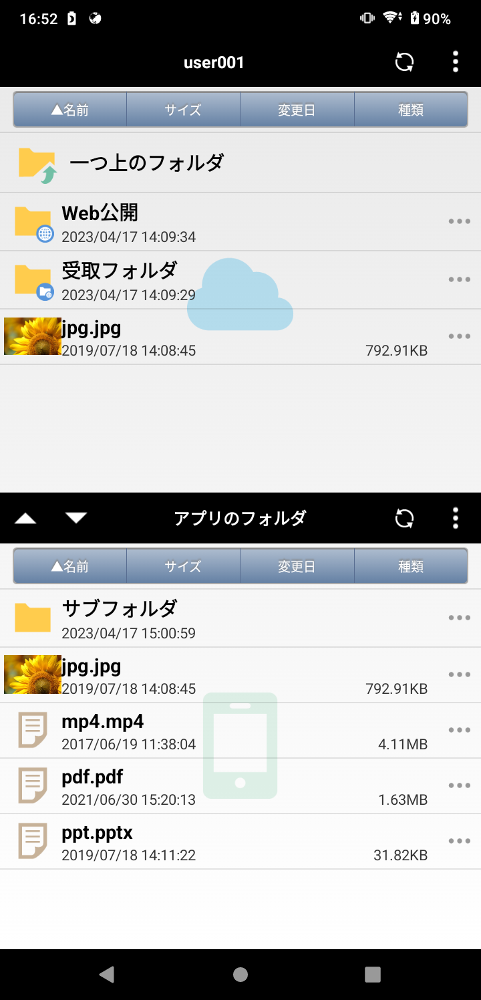 16:52 90%
user001
▲名前 サイズ 変更日 種類
一つ上のフォルダ
Web公開
2023/04/17 14:09:34
受取フォルダ
2023/04/17 14:09:29
jpg.jpg
2019/07/18 14:08:45 792.91KB
アプリのフォルダ
▲名前 サイズ 変更日 種類
サブフォルダ
2023/04/17 15:00:59
jpg.jpg
2019/07/18 14:08:45 792.91KB
mp4.mp4
2017/06/19 11:38:04 4.11MB
pdf.pdf
2021/06/30 15:20:13 1.63MB
ppt.pptx
2019/07/18 14:11:22 31.82KB